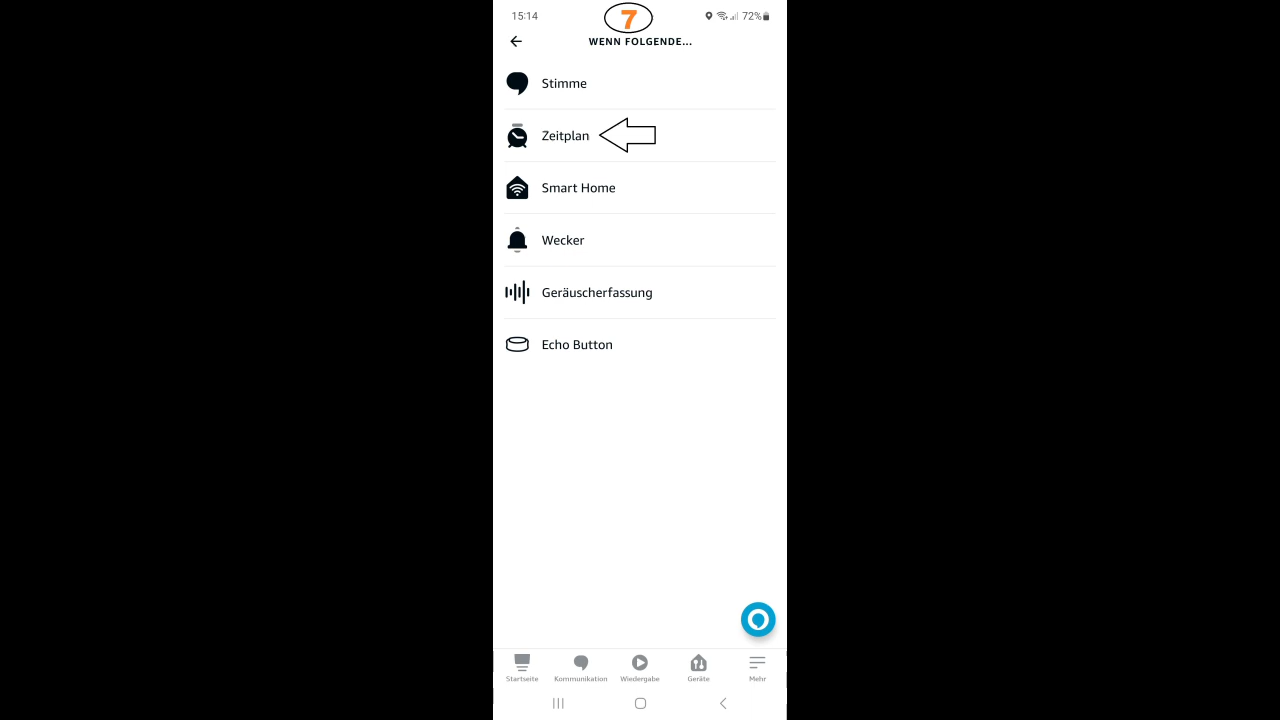 15:14
7
72%
WENN FOLGENDE...
Stimme
Zeitplan
Smart Home
Wecker
Geräuscherfassung
Echo Button
Startseite
Kommunikation
Wiedergabe
Geräte
Mehr